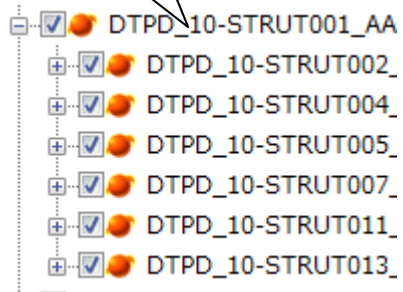 DTPD_10-STRUT001_AA
DTPD_10-STRUT002_
DTPD_10-STRUT004_
DTPD_10-STRUT005_
DTPD_10-STRUT007_
DTPD_10-STRUT011_
DTPD_10-STRUT013_